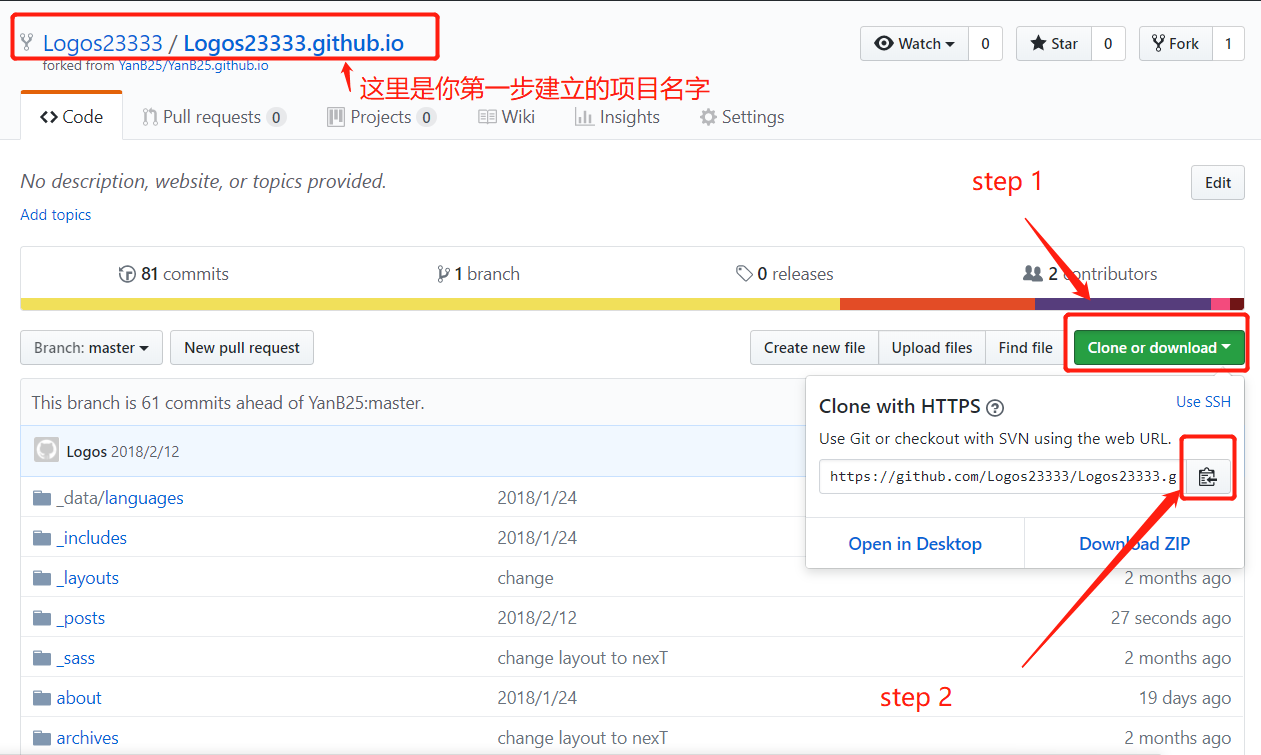 Logos23333 / Logos23333.github.io
Watch 0 Star 0 Fork 1
forked from YanB25/YanB25.github.io
这里是你第一步建立的项目名字
Code Pull requests 0 Projects 0 Wiki Insights Settings
No description, website, or topics provided.
step 1
Edit
Add topics
81 commits 1 branch 0 releases 2 contributors
Branch: master New pull request Create new file Upload files Find file Clone or download
This branch is 61 commits ahead of YanB25:master.
Clone with HTTPS Use SSH
Use Git or checkout with SVN using the web URL.
Logos 2018/2/12
https://github.com/Logos23333/Logos23333.g
_data/languages 2018/1/24
_includes 2018/1/24
Open in Desktop Download ZIP
_layouts change 2 months ago
_posts 2018/2/12 27 seconds ago
_sass change layout to nexT 2 months ago
step 2
about 2018/1/24 19 days ago
archives change layout to nexT 2 months ago